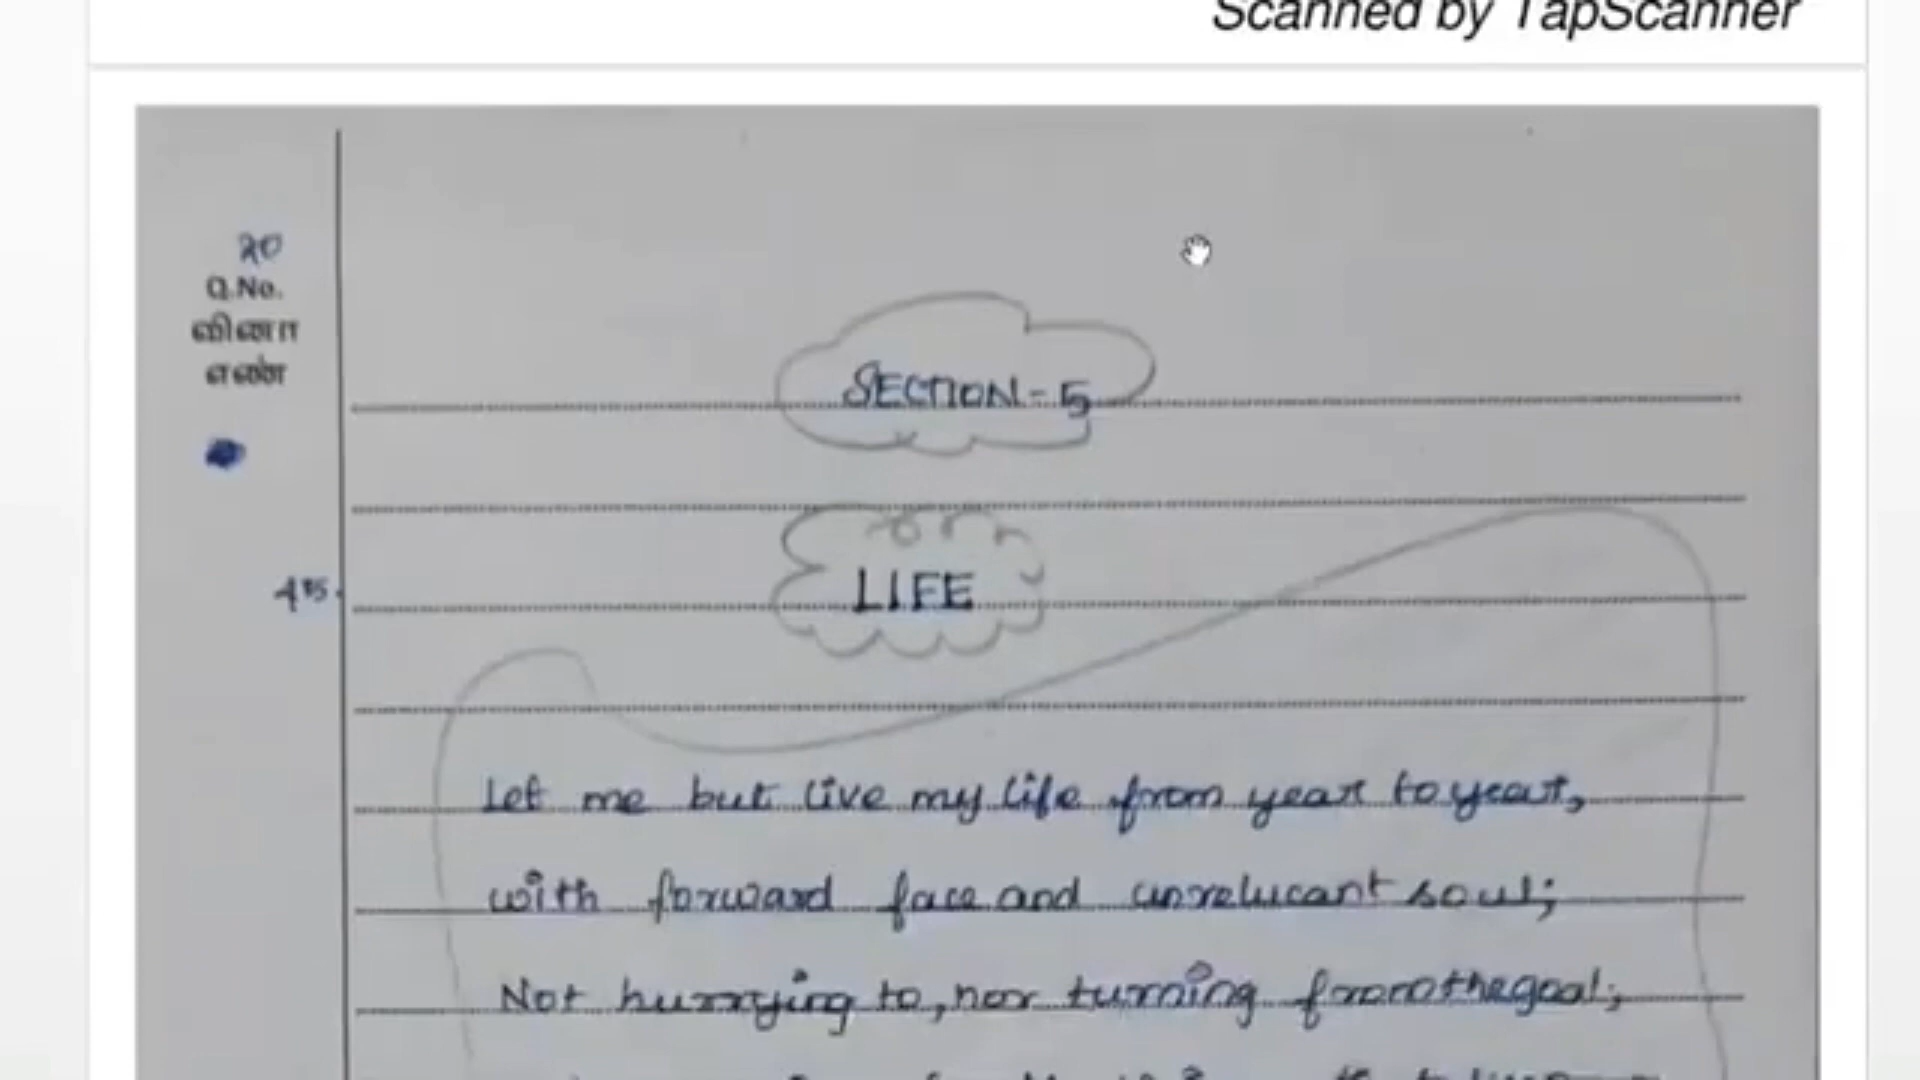 Scanned by TapScanner
20
Q.No.
வினா
எண்
SECTION - 5
LIFE
45.
Let me but live my life from year to year,
with forward face and unrelucant soul;
Not hurrying to, nor turning from the goal;